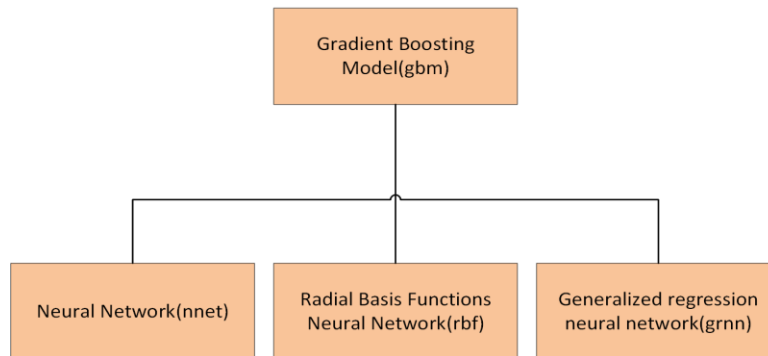 Gradient Boosting
Model(gbm)
Neural Network(nnet)
Radial Basis Functions
Neural Network(rbf)
Generalized regression
neural network(grnn)